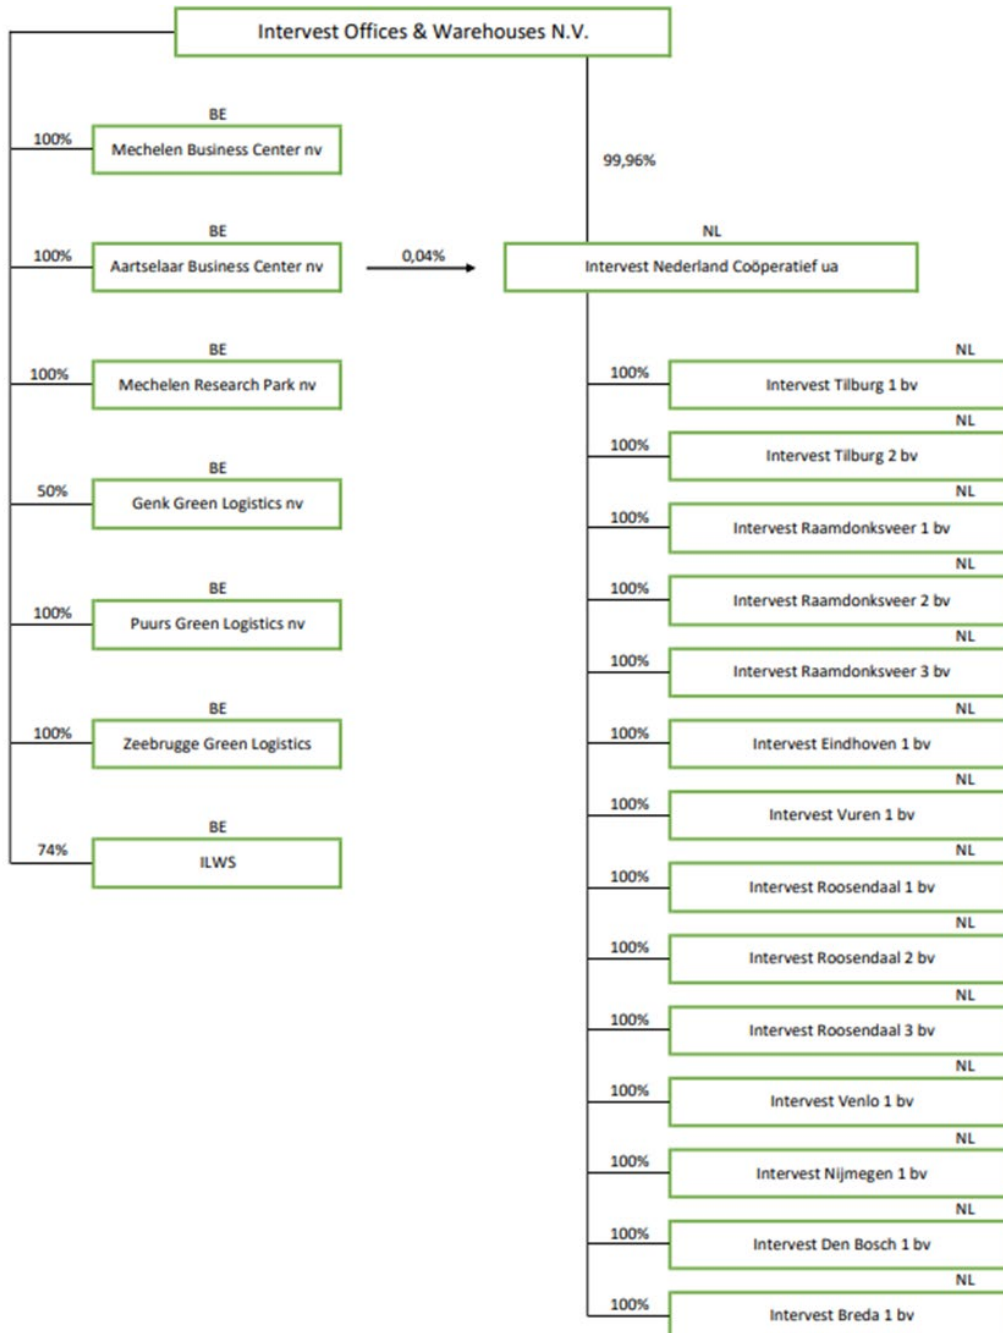 Intervest Offices & Warehouses N.V.
BE
100%
Mechelen Business Center nv
99,96%
BE
100%
Aartselaar Business Center nv
0,04%
NL
Intervest Nederland Coöperatief ua
BE
100%
Mechelen Research Park nv
BE
50%
Genk Green Logistics nv
BE
100%
Puurs Green Logistics nv
BE
100%
Zeebrugge Green Logistics
BE
74%
ILWS
NL
100%
Intervest Tilburg 1 bv
NL
100%
Intervest Tilburg 2 bv
NL
100%
Intervest Raamdonksveer 1 bv
NL
100%
Intervest Raamdonksveer 2 bv
NL
100%
Intervest Raamdonksveer 3 bv
NL
100%
Intervest Eindhoven 1 bv
NL
100%
Intervest Vuren 1 bv
NL
100%
Intervest Roosendaal 1 bv
NL
100%
Intervest Roosendaal 2 bv
NL
100%
Intervest Roosendaal 3 bv
NL
100%
Intervest Venlo 1 bv
NL
100%
Intervest Nijmegen 1 bv
NL
100%
Intervest Den Bosch 1 bv
NL
100%
Intervest Breda 1 bv